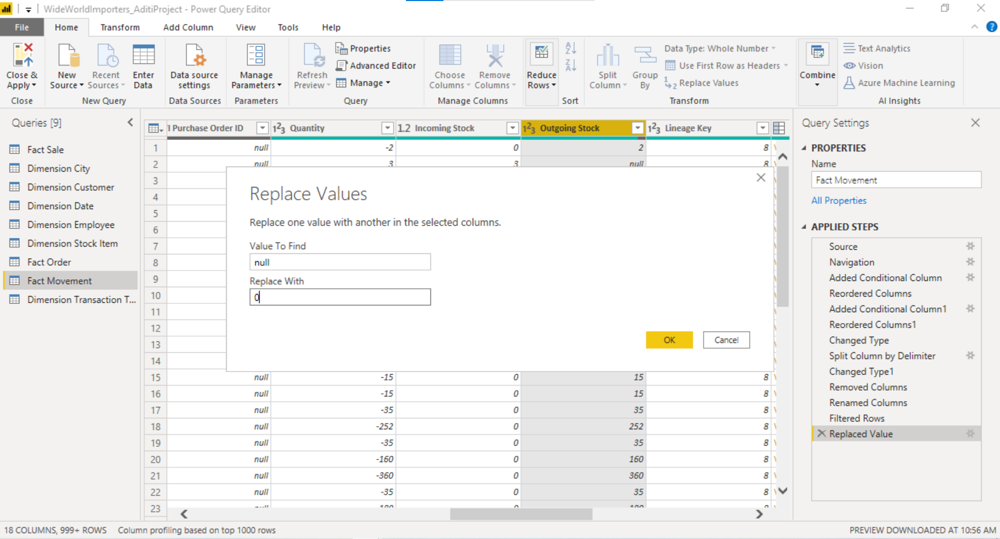 WideWorldImporters_AditiProject - Power Query Editor
File Home Transform Add Column View Tools Help
Close & Apply
Close
New Source
Recent Sources
Enter Data
New Query
Data source settings
Data Sources
Manage Parameters
Parameters
Refresh Preview
Properties
Advanced Editor
Manage
Query
Choose Columns
Remove Columns
Manage Columns
Reduce Rows
Sort
Split Column
Group By
Data Type: Whole Number
Use First Row as Headers
Replace Values
Transform
Combine
Text Analytics
Vision
Azure Machine Learning
AI Insights
Queries [9]
Fact Sale
Dimension City
Dimension Customer
Dimension Date
Dimension Employee
Dimension Stock Item
Fact Order
Fact Movement
Dimension Transaction T...
Purchase Order ID 1²3 Quantity 1.2 Incoming Stock 1²3 Outgoing Stock 1²3 Lineage Key
1 null -2 0 2 8
2 null 3 3 null 8
3
4
5
6
7
8
9
10
11
12
13
14
Replace Values
Replace one value with another in the selected columns.
Value To Find
null
Replace With
0
OK Cancel
15 null -15 0 15 8
16 null -15 0 15 8
17 null -35 0 35 8
18 null -252 0 252 8
19 null -35 0 35 8
20 null -160 0 160 8
21 null -360 0 360 8
22 null -35 0 35 8
23
Query Settings
PROPERTIES
Name
Fact Movement
All Properties
APPLIED STEPS
Source
Navigation
Added Conditional Column
Reordered Columns
Added Conditional Column1
Reordered Columns1
Changed Type
Split Column by Delimiter
Changed Type1
Removed Columns
Renamed Columns
Filtered Rows
Replaced Value
18 COLUMNS, 999+ ROWS Column profiling based on top 1000 rows
PREVIEW DOWNLOADED AT 10:56 AM